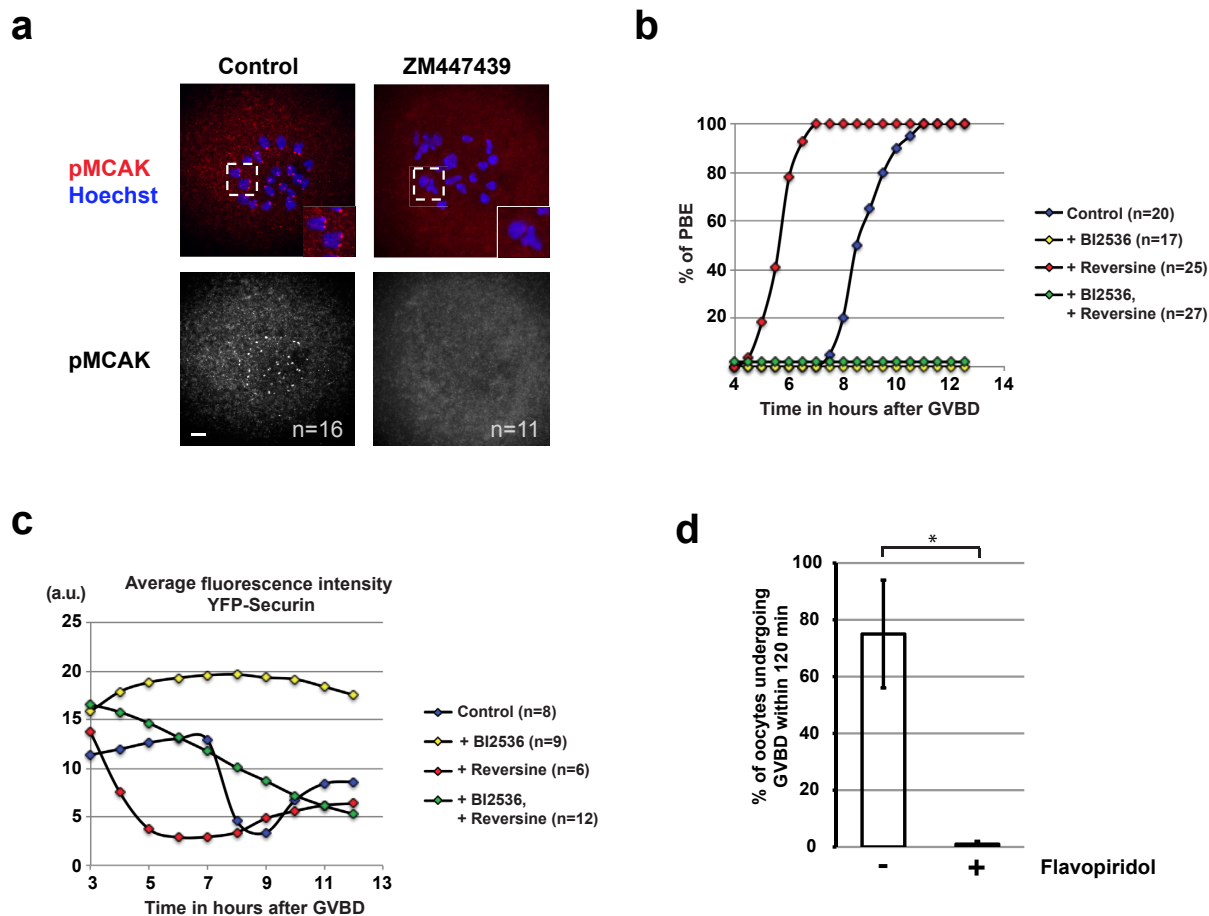 a
Control
ZM447439
pMCAK
Hoechst
pMCAK
n=16
n=11
b
% of PBE
100
80
60
40
20
4
6
8
10
12
14
Time in hours after GVBD
Control (n=20)
+ BI2536 (n=17)
+ Reversine (n=25)
+ BI2536,
+ Reversine (n=27)
c
(a.u.)
Average fluorescence intensity
YFP-Securin
25
20
15
10
5
0
3
5
7
9
11
13
Time in hours after GVBD
Control (n=8)
+ BI2536 (n=9)
+ Reversine (n=6)
+ BI2536,
+ Reversine (n=12)
d
% of oocytes undergoing
GVBD within 120 min
*
100
80
60
40
20
0
-
+
Flavopiridol